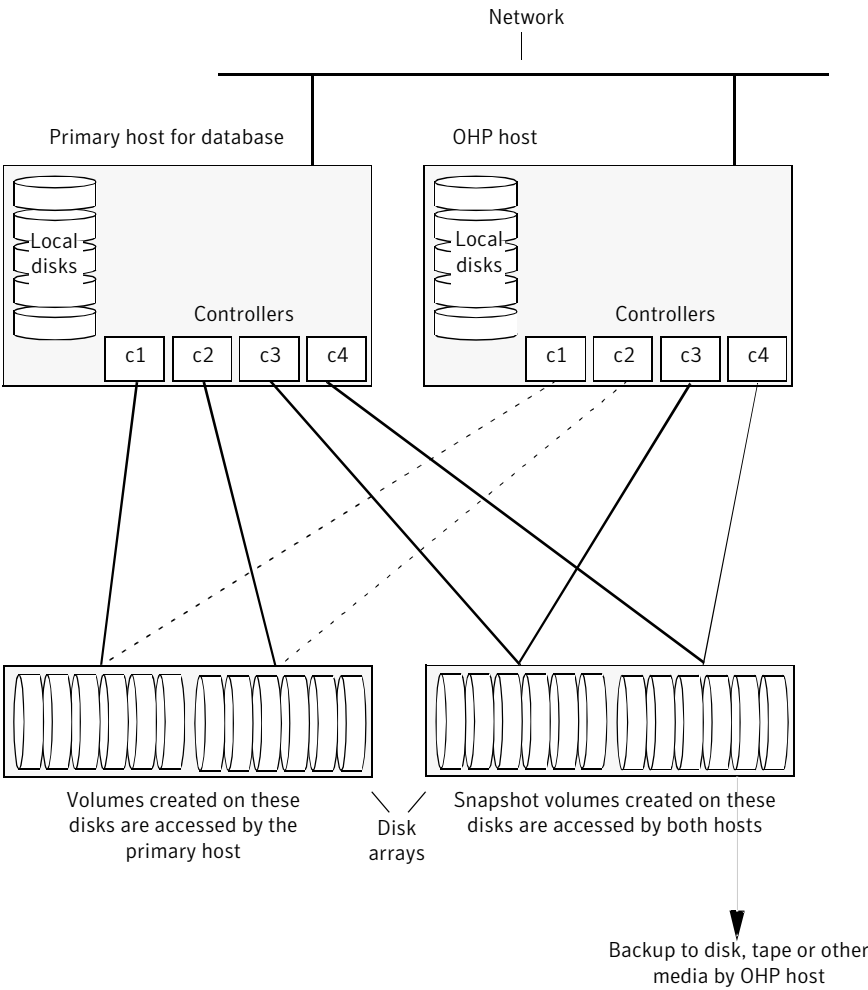 Network
Primary host for database
OHP host
Local
disks
Local
disks
Controllers
Controllers
c1
c2
c3
c4
c1
c2
c3
c4
Volumes created on these
disks are accessed by the
primary host
Disk
arrays
Snapshot volumes created on these
disks are accessed by both hosts
Backup to disk, tape or other
media by OHP host